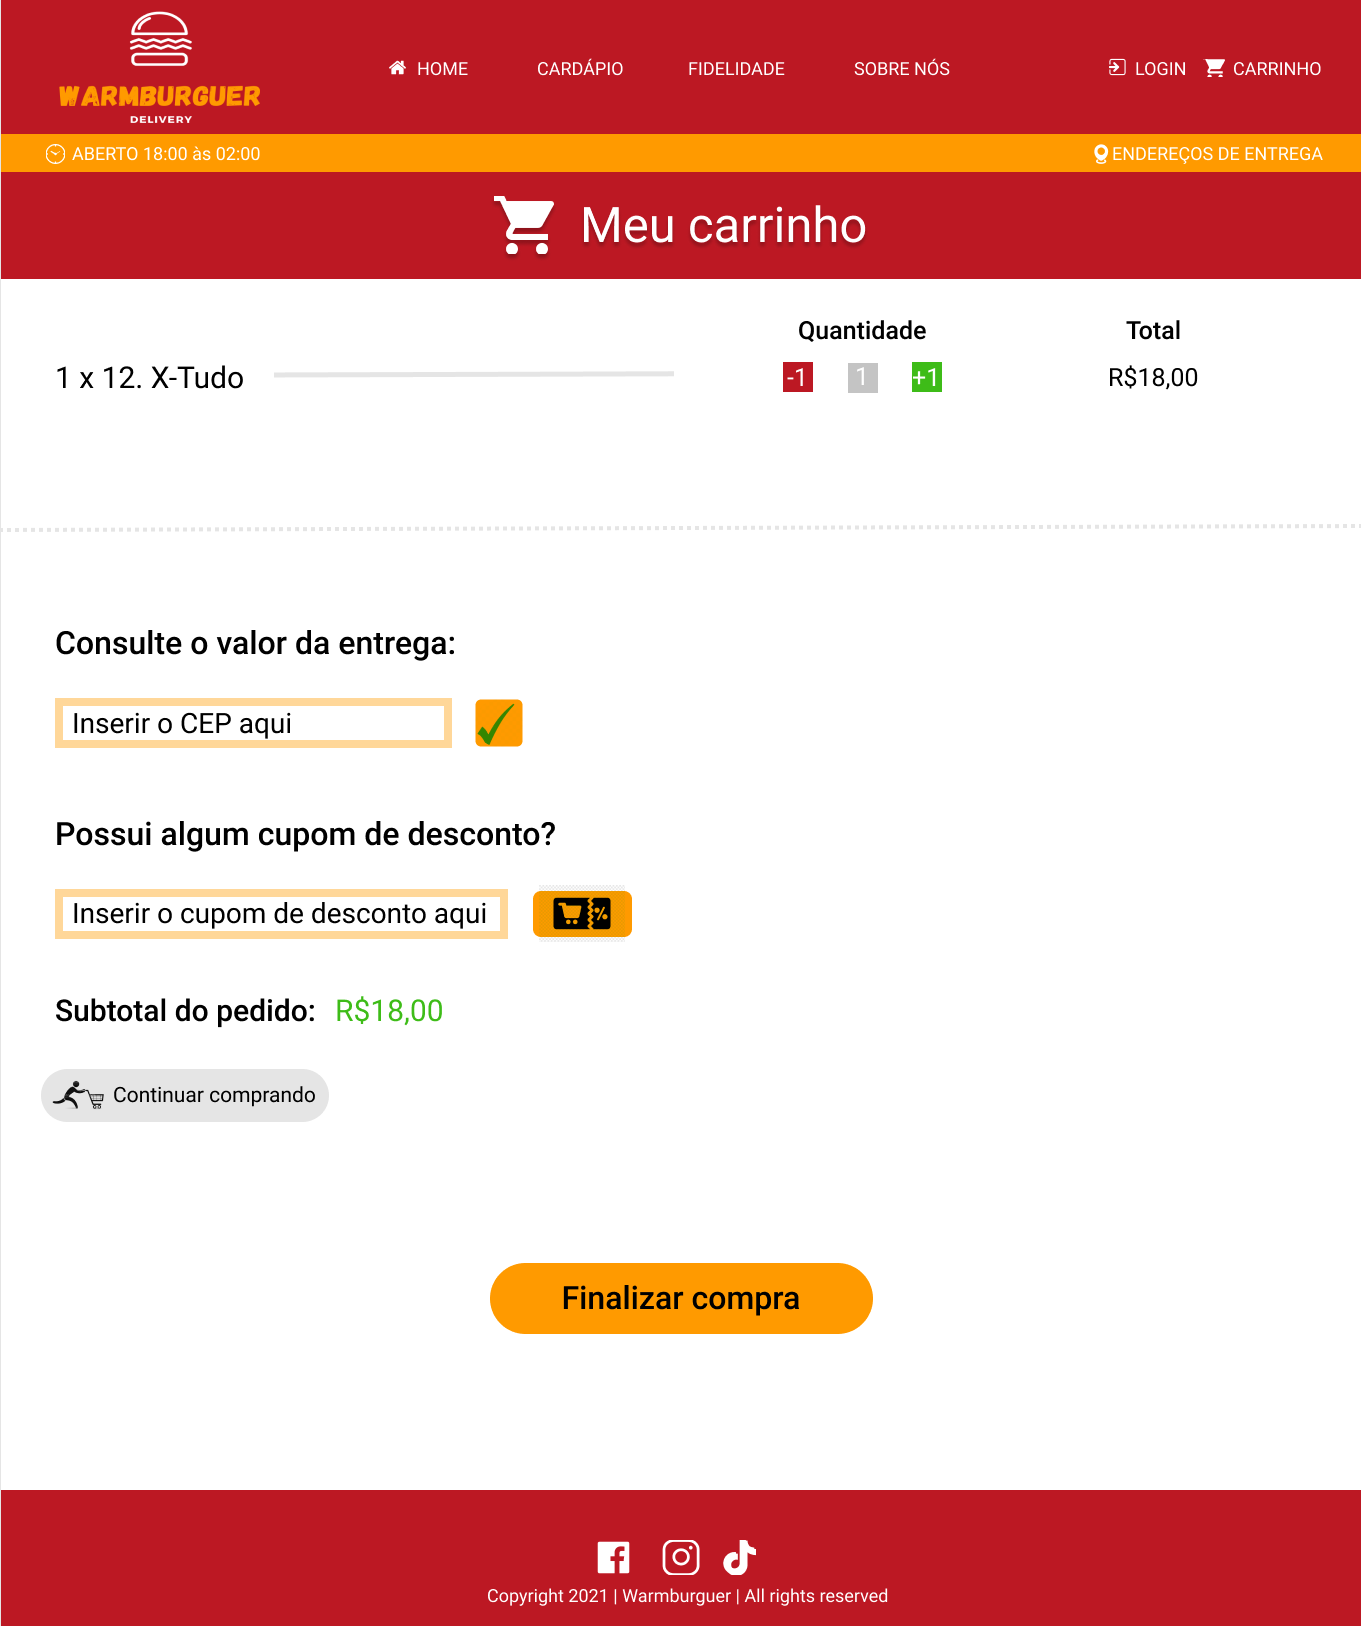 WARMBURGUER
DELIVERY
HOME CARDÁPIO FIDELIDADE SOBRE NÓS LOGIN CARRINHO
ABERTO 18:00 às 02:00 ENDEREÇOS DE ENTREGA
Meu carrinho
Quantidade Total
1 x 12. X-Tudo -1 1 +1 R$18,00
Consulte o valor da entrega:
Inserir o CEP aqui
Possui algum cupom de desconto?
Inserir o cupom de desconto aqui %
Subtotal do pedido: R$18,00
Continuar comprando
Finalizar compra
Copyright 2021 | Warmburguer | All rights reserved